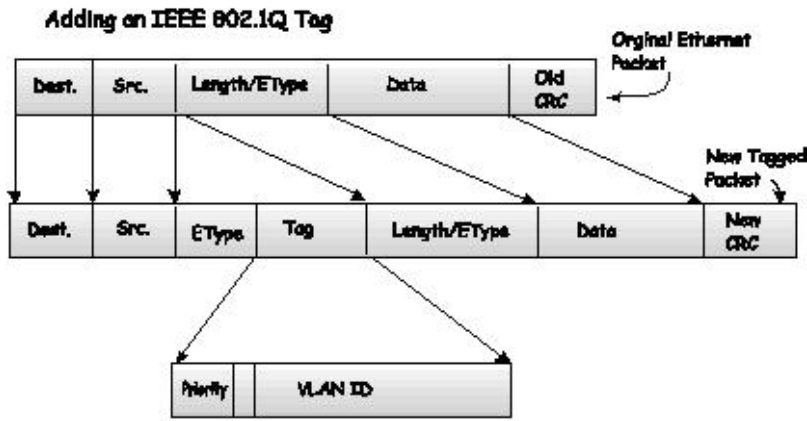 Adding an IEEE 802.1Q Tag
Orginal Ethernet
Packet
Dest. Src. Length/EType Data Old
CRC
New Tagged
Packet
Dest. Src. EType Tag Length/EType Data New
CRC
Priority VLAN ID